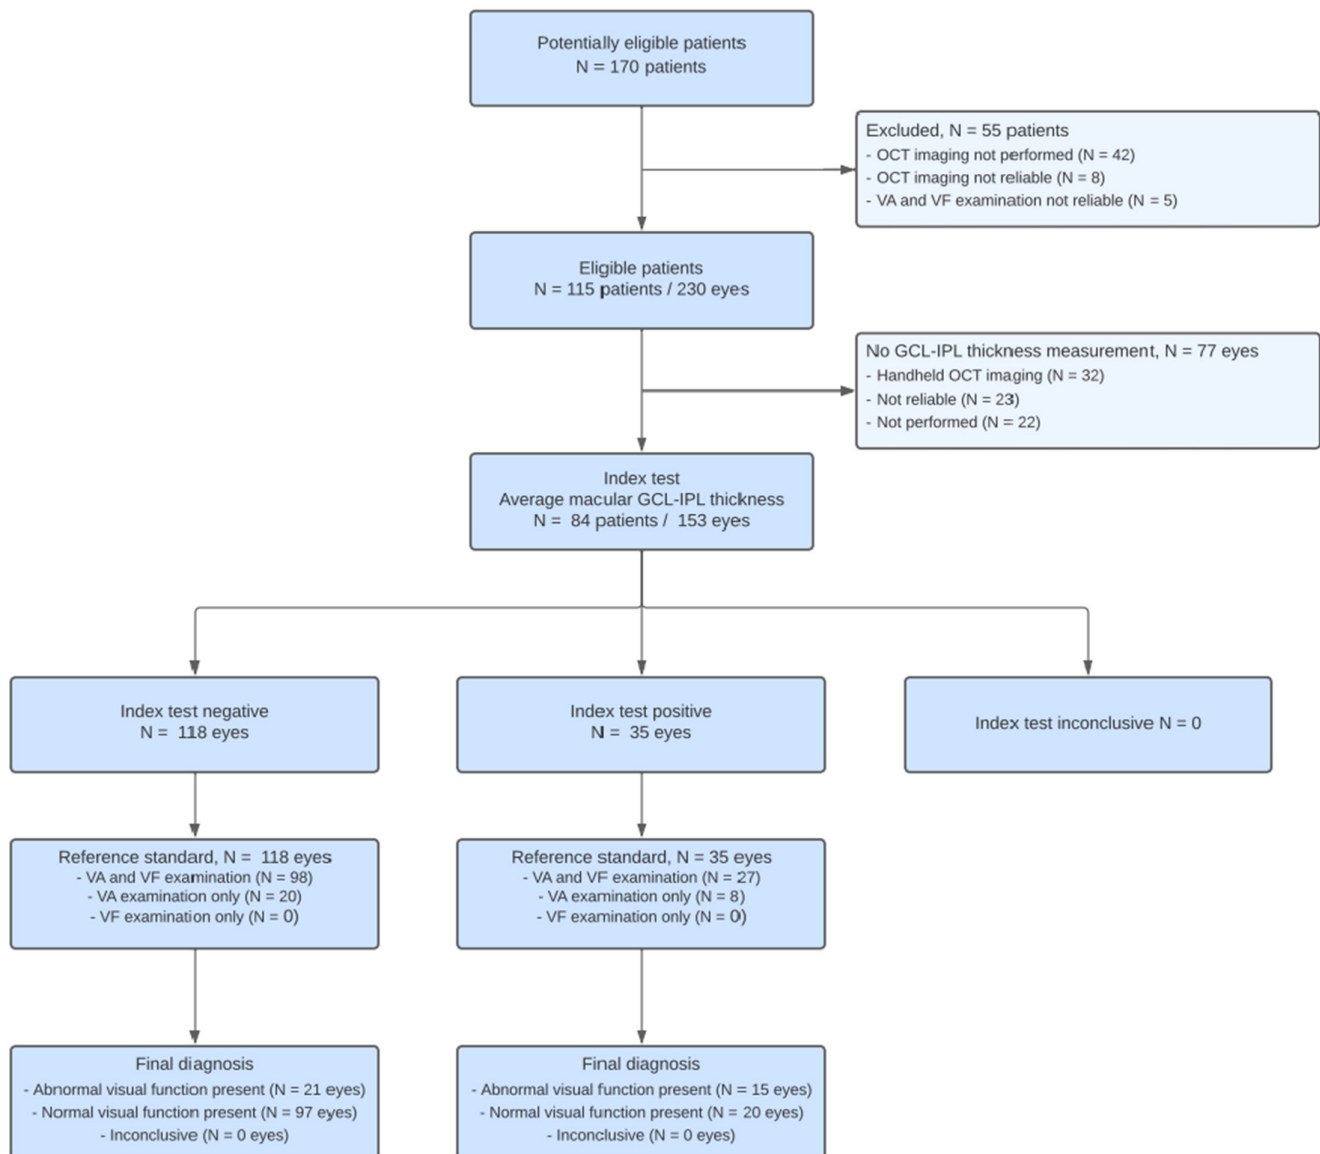 Potentially eligible patients
N = 170 patients
Excluded, N = 55 patients
- OCT imaging not performed (N = 42)
- OCT imaging not reliable (N = 8)
- VA and VF examination not reliable (N = 5)
Eligible patients
N = 115 patients / 230 eyes
No GCL-IPL thickness measurement, N = 77 eyes
- Handheld OCT imaging (N = 32)
- Not reliable (N = 23)
- Not performed (N = 22)
Index test
Average macular GCL-IPL thickness
N = 84 patients / 153 eyes
Index test negative
N = 118 eyes
Index test positive
N = 35 eyes
Index test inconclusive N = 0
Reference standard, N = 118 eyes
- VA and VF examination (N = 98)
- VA examination only (N = 20)
- VF examination only (N = 0)
Reference standard, N = 35 eyes
- VA and VF examination (N = 27)
- VA examination only (N = 8)
- VF examination only (N = 0)
Final diagnosis
- Abnormal visual function present (N = 21 eyes)
- Normal visual function present (N = 97 eyes)
- Inconclusive (N = 0 eyes)
Final diagnosis
- Abnormal visual function present (N = 15 eyes)
- Normal visual function present (N = 20 eyes)
- Inconclusive (N = 0 eyes)